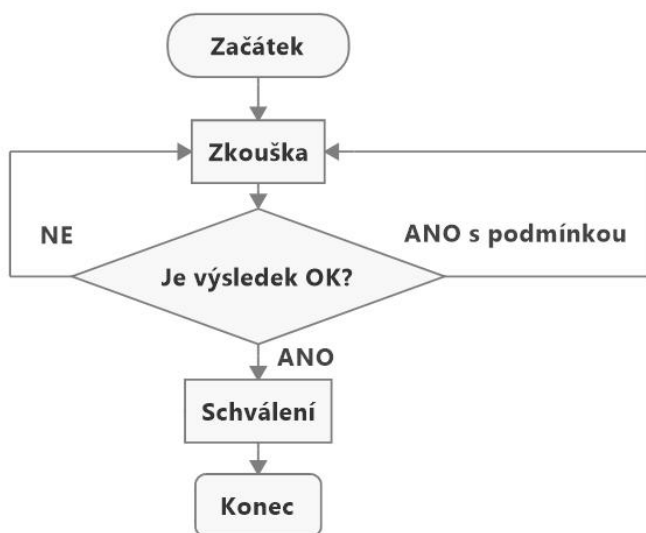 Začátek
Zkouška
NE
ANO s podmínkou
Je výsledek OK?
ANO
Schválení
Konec